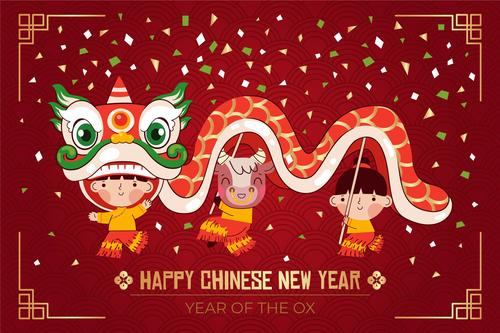 HAPPY CHINESE NEW YEAR
YEAR OF THE OX